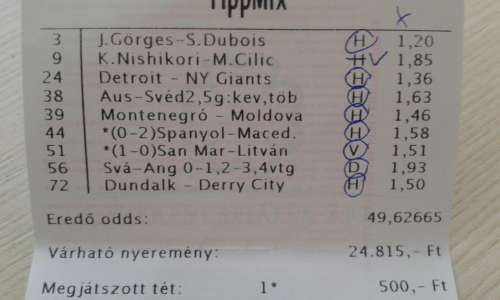 TippMix
x
3 J.Görges-S.Dubois H 1,20
9 K.Nishikori-M.Cilic H V 1,85
24 Detroit - NY Giants H 1,36
38 Aus-Svéd2,5g:kev,töb H 1,63
39 Montenegro - Moldova H 1,46
44 *(0-2)Spanyol-Maced. H 1,58
51 *(1-0)San Mar-Litván V 1,51
56 Svá-Ang 0-1,2-3,4vtg D 1,93
72 Dundalk - Derry City H 1,50
Eredő odds: 49,62665
Várható nyeremény: 24.815,- Ft
Megjátszott tét: 1* 500,- Ft